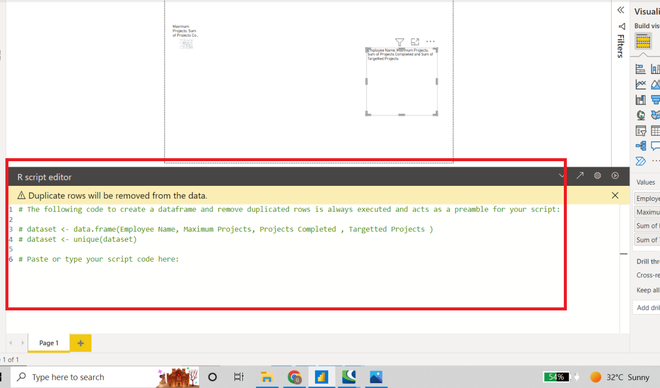 Maximum
Projects, Sum
of Projects Co...
Employee Name, Maximum Projects,
Sum of Projects Completed and Sum of
Targetted Projects
Filters
Visuali
Build visu
Values
Employe
Maximu
Sum of
Sum of
Drill thr
Cross-re
Keep all
Add dril
R script editor
Duplicate rows will be removed from the data.
1 # The following code to create a dataframe and remove duplicated rows is always executed and acts as a preamble for your script:
2
3 # dataset <- data.frame(Employee Name, Maximum Projects, Projects Completed , Targetted Projects )
4 # dataset <- unique(dataset)
5
6 # Paste or type your script code here:
Page 1
1 of 1
Type here to search
54%
32°C Sunny